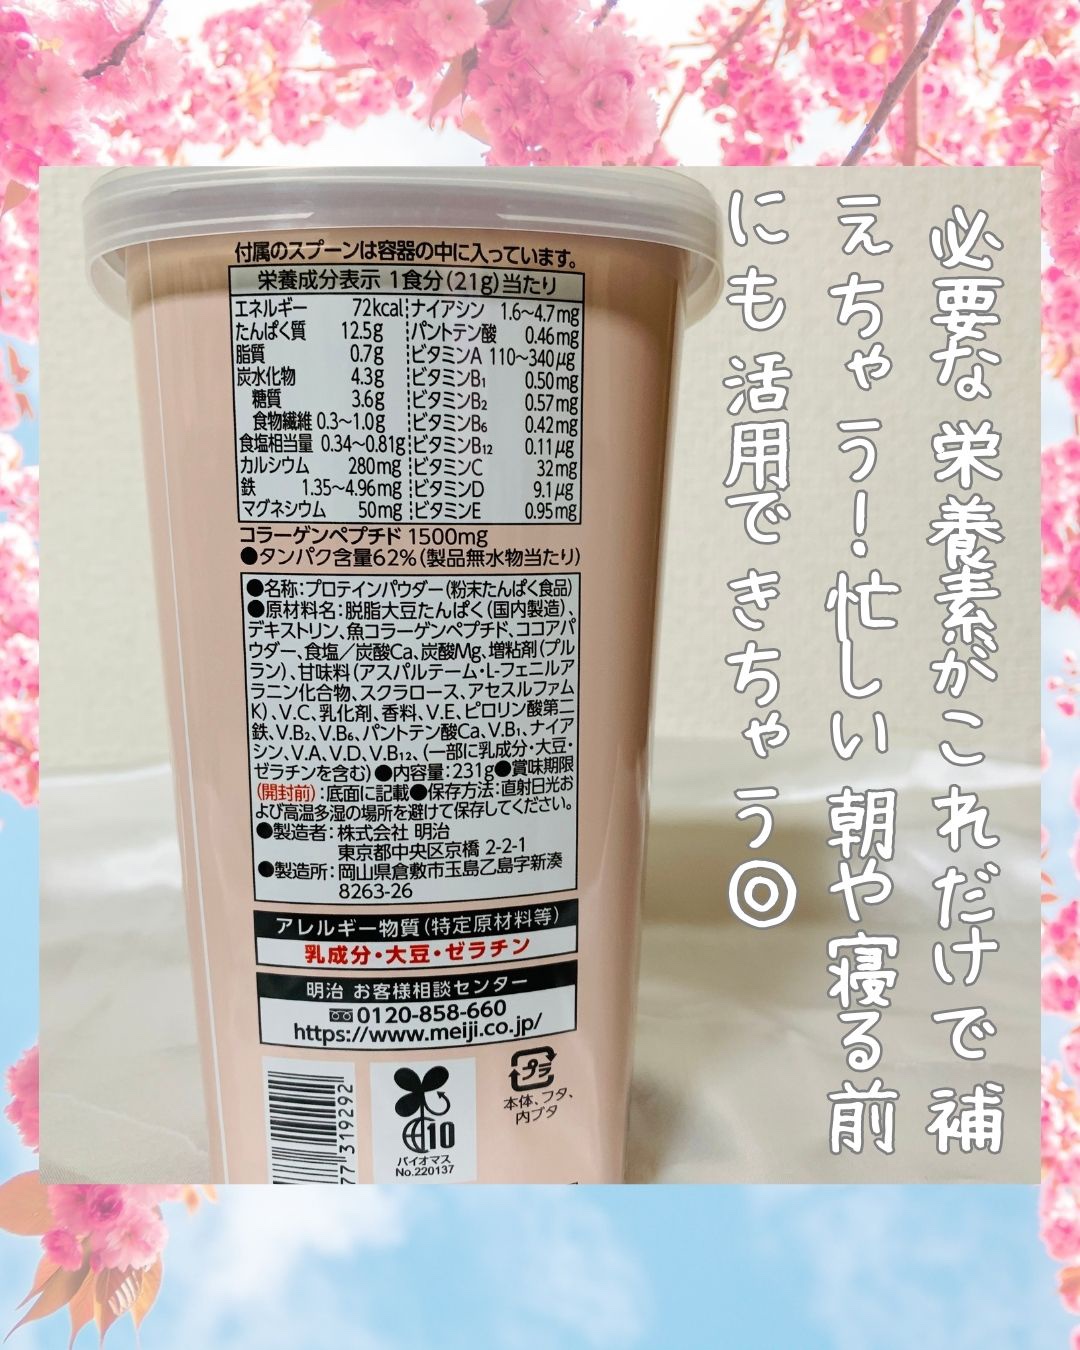 必要な栄養素がこれだけで補
えちゃう！忙しい朝や寝る前
にも活用できちゃう◎
付属のスプーンは容器の中に入っています。
栄養成分表示 1食分(21g)当たり
エネルギー 72kcal ナイアシン 1.6〜4.7mg
たんぱく質 12.5g パントテン酸 0.46mg
脂質 0.7g ビタミンA 110〜340μg
炭水化物 4.3g ビタミンB₁ 0.50mg
糖質 3.6g ビタミンB₂ 0.57mg
食物繊維 0.3〜1.0g ビタミンB₆ 0.42mg
食塩相当量 0.34〜0.81g ビタミンB₁₂ 0.11μg
カルシウム 280mg ビタミンC 32mg
鉄 1.35〜4.96mg ビタミンD 9.1μg
マグネシウム 50mg ビタミンE 0.95mg
コラーゲンペプチド 1500mg
●タンパク含量62%(製品無水物当たり)
●名称:プロテインパウダー(粉末たんぱく食品)
●原材料名:脱脂大豆たんぱく(国内製造)、
デキストリン、魚コラーゲンペプチド、ココアパ
ウダー、食塩／炭酸Ca、炭酸Mg、増粘剤(プル
ラン)、甘味料(アスパルテーム・L-フェニルア
ラニン化合物、スクラロース、アセスルファム
K)、V.C、乳化剤、香料、V.E、ピロリン酸第二
鉄、V.B₂、V.B₆、パントテン酸Ca、V.B₁、ナイア
シン、V.A、V.D、V.B₁₂、(一部に乳成分・大豆・
ゼラチンを含む)●内容量:231g●賞味期限
(開封前):底面に記載●保存方法:直射日光お
よび高温多湿の場所を避けて保存してください。
●製造者:株式会社 明治
東京都中央区京橋 2-2-1
●製造所:岡山県倉敷市玉島乙島字新湊
8263-26
アレルギー物質(特定原材料等)
乳成分・大豆・ゼラチン
明治 お客様相談センター
0120-858-660
https://www.meiji.co.jp/
77 319292
10
バイオマス
No.220137
プラ
本体、フタ、
内ブタ